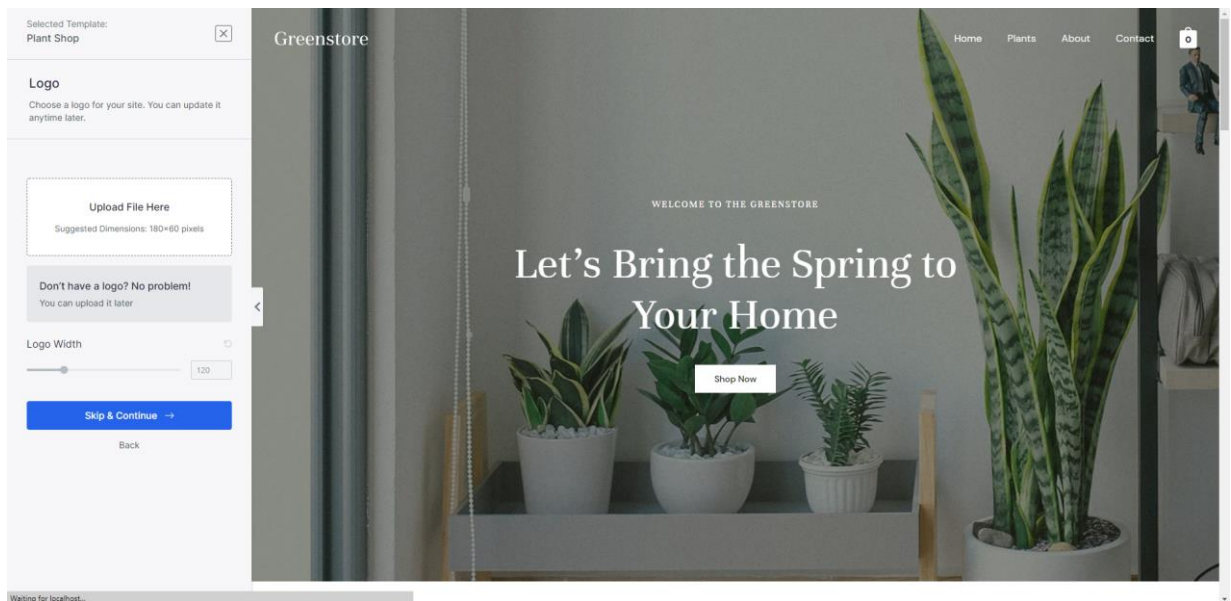 Selected Template:
Plant Shop
Logo
Choose a logo for your site. You can update it
anytime later.
Upload File Here
Suggested Dimensions: 180×60 pixels
Don't have a logo? No problem!
You can upload it later
Logo Width
120
Skip & Continue →
Back
Waiting for localhost...
Greenstore
Home Plants About Contact 0
WELCOME TO THE GREENSTORE
Let’s Bring the Spring to
Your Home
Shop Now